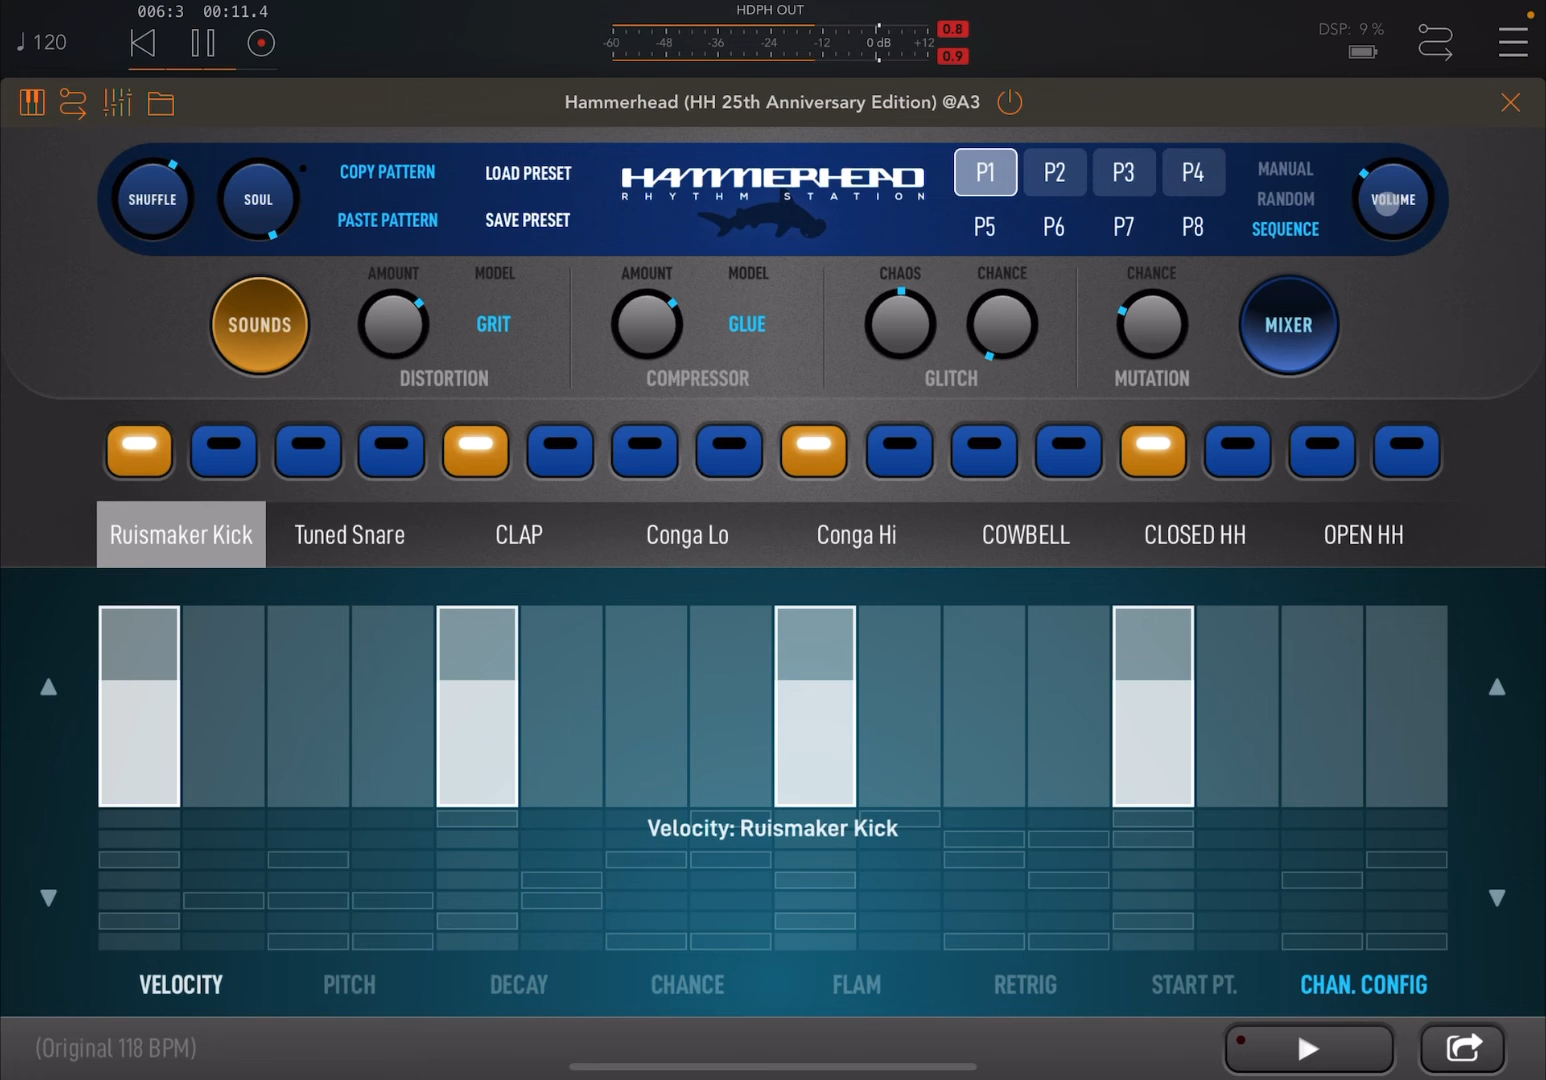 006:3 00:11.4
HDPH OUT
♩ 120
-60 -48 -36 -24 -12 0 dB +12
0.8
0.9
DSP: 9 %
Hammerhead (HH 25th Anniversary Edition) @A3
SHUFFLE
SOUL
COPY PATTERN
PASTE PATTERN
LOAD PRESET
SAVE PRESET
HAMMERHEAD
RHYTHM STATION
P1 P2 P3 P4
P5 P6 P7 P8
MANUAL
RANDOM
SEQUENCE
VOLUME
SOUNDS
AMOUNT MODEL
GRIT
DISTORTION
AMOUNT MODEL
GLUE
COMPRESSOR
CHAOS CHANCE
GLITCH
CHANCE
MUTATION
MIXER
Ruismaker Kick Tuned Snare CLAP Conga Lo Conga Hi COWBELL CLOSED HH OPEN HH
Velocity: Ruismaker Kick
VELOCITY PITCH DECAY CHANCE FLAM RETRIG START PT. CHAN. CONFIG
(Original 118 BPM)